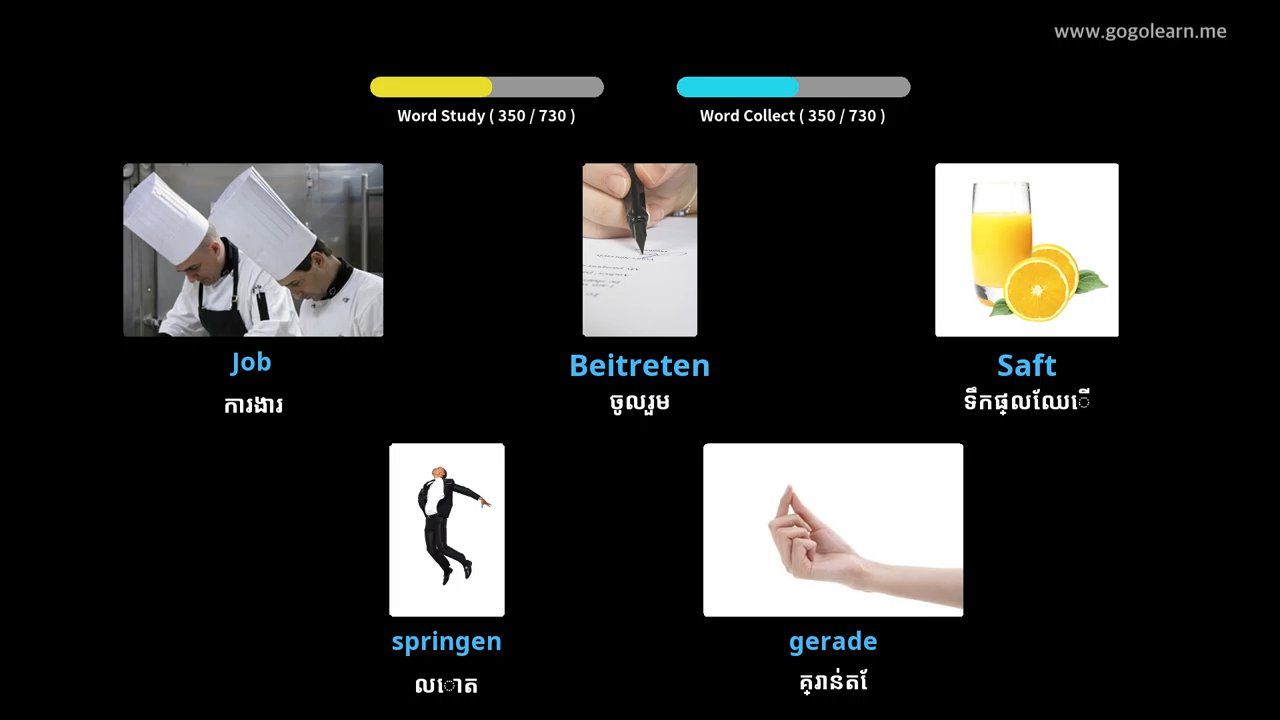 www.gogolearn.me
Word Study ( 350 / 730 )
Word Collect ( 350 / 730 )
Job
ការងារ
Beitreten
ចូលរួម
Saft
ទឹកផ្លែឈើ
springen
លោត
gerade
គ្រាន់តែ